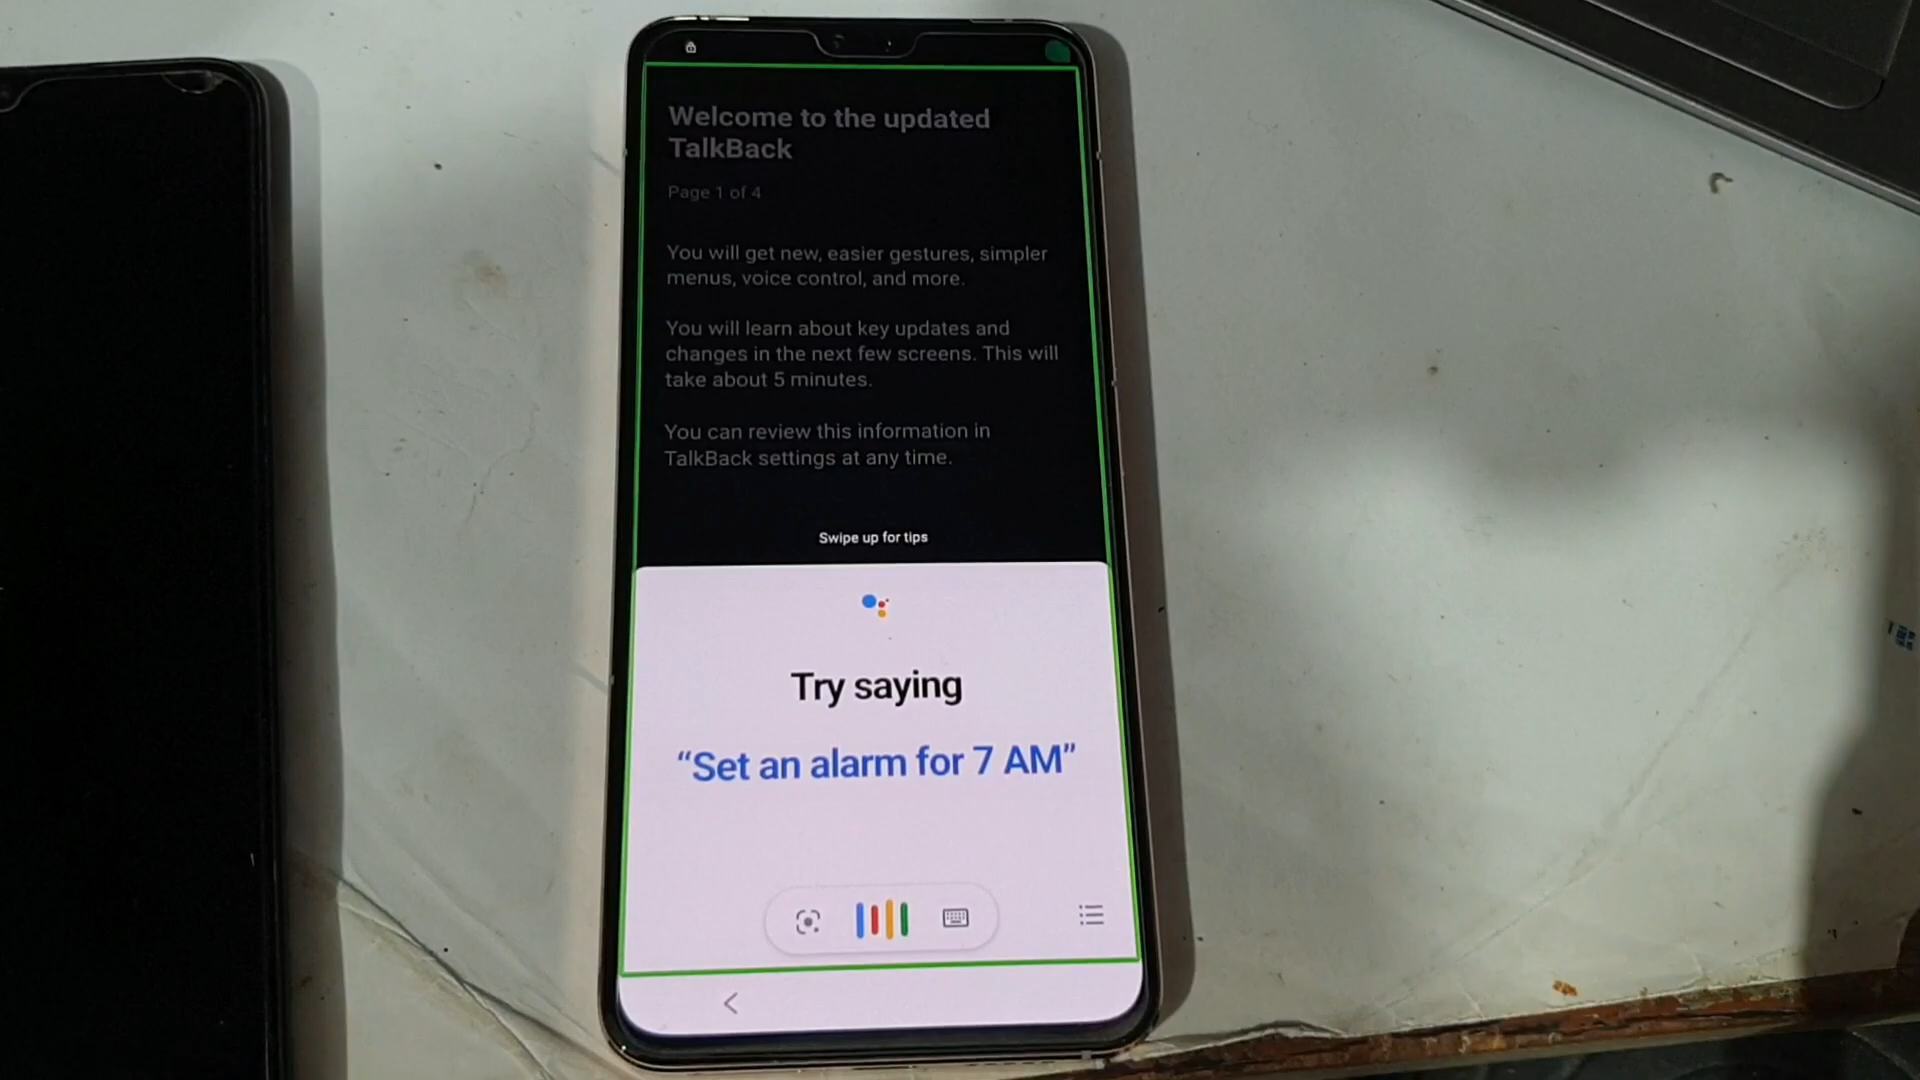 Welcome to the updated
TalkBack
Page 1 of 4
You will get new, easier gestures, simpler
menus, voice control, and more.
You will learn about key updates and
changes in the next few screens. This will
take about 5 minutes.
You can review this information in
TalkBack settings at any time.
Swipe up for tips
Try saying
“Set an alarm for 7 AM”